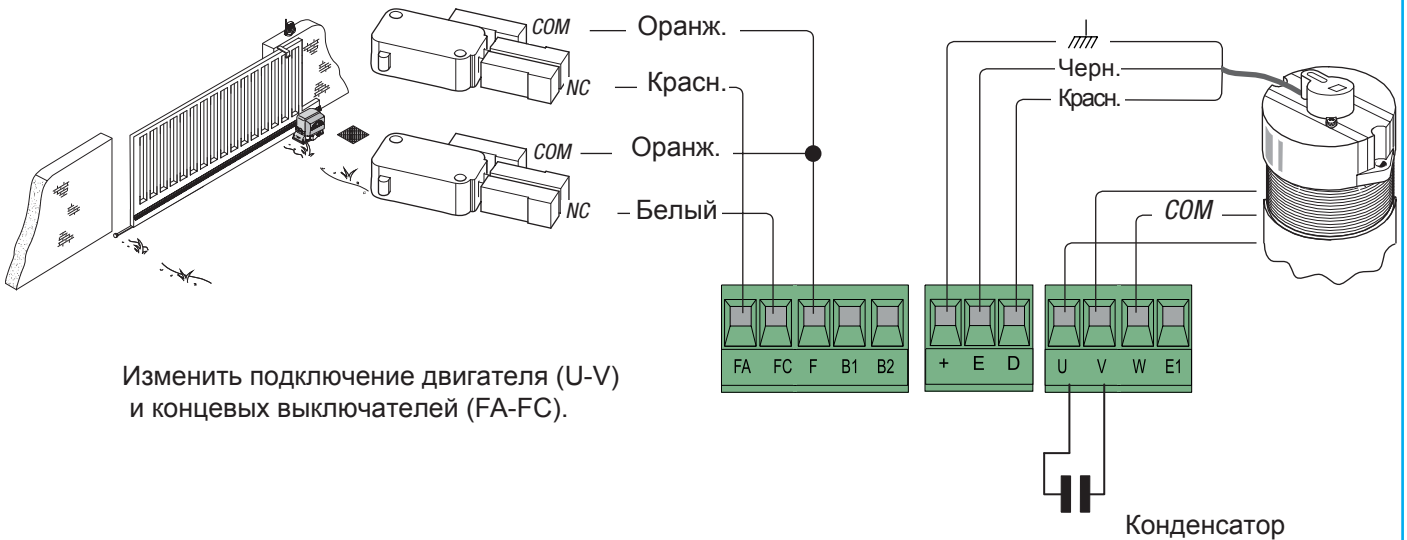 COM — Оранж.
NC — Красн.
COM — Оранж.
NC — Белый
Черн.
Красн.
COM
FA FC F B1 B2
+ E D
U V W E1
Изменить подключение двигателя (U-V)
и концевых выключателей (FA-FC).
Конденсатор